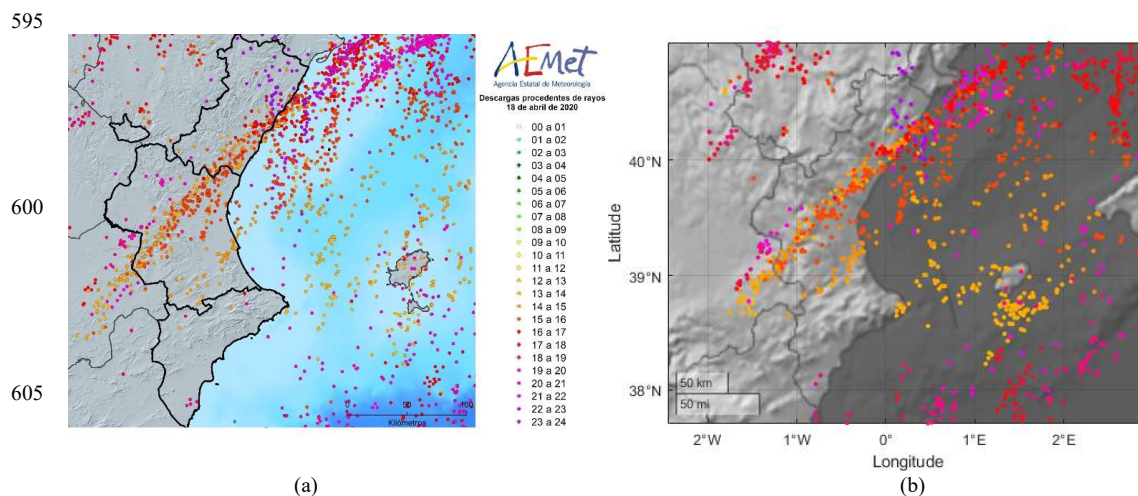 595
600
605
AEmet
Agencia Estatal de Meteorología
Descargas procedentes de rayos
18 de abril de 2020
00 a 01
01 a 02
02 a 03
03 a 04
04 a 05
05 a 06
06 a 07
07 a 08
08 a 09
09 a 10
10 a 11
11 a 12
12 a 13
13 a 14
14 a 15
15 a 16
16 a 17
17 a 18
18 a 19
19 a 20
20 a 21
21 a 22
22 a 23
23 a 24
0 50 100
Kilómetros
(a)
Latitude
40°N
39°N
38°N
50 km
50 mi
2°W 1°W 0° 1°E 2°E
Longitude
(b)